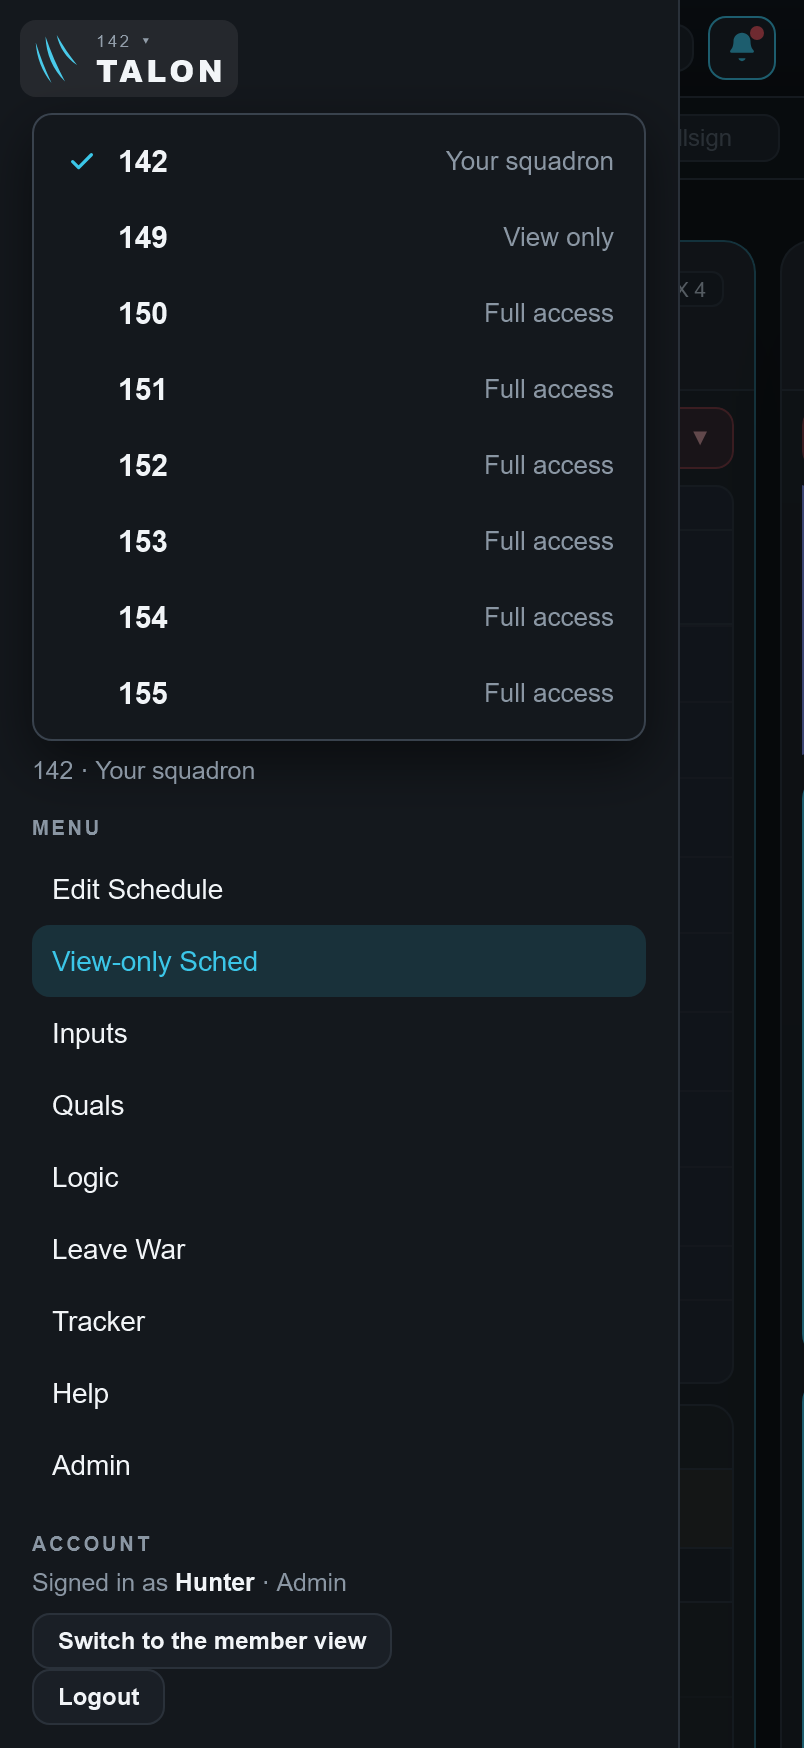 142 ▾
TALON
✓ 142 Your squadron
149 View only
150 Full access
151 Full access
152 Full access
153 Full access
154 Full access
155 Full access
142 · Your squadron
MENU
Edit Schedule
View-only Sched
Inputs
Quals
Logic
Leave War
Tracker
Help
Admin
ACCOUNT
Signed in as Hunter · Admin
Switch to the member view
Logout
llsign
X 4
▼